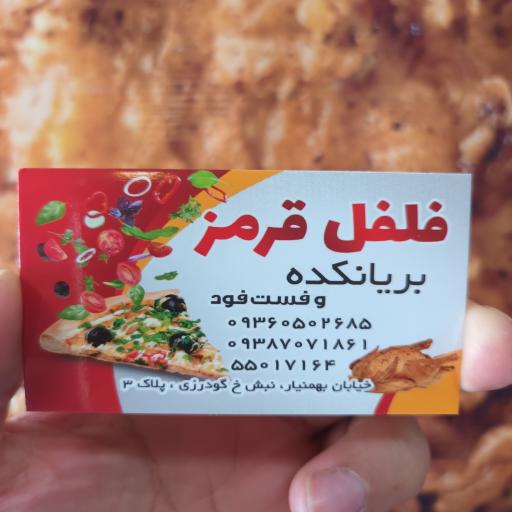 فلفل قرمز
بریانکده
و فست فود
۰۹۳۶۰۵۰۲۶۸۵
۰۹۳۸۷۰۷۱۸۶۱
۵۵۰۱۷۱۶۴
خیابان بهمنیار، نبش خ گودرزی ، پلاک ۳